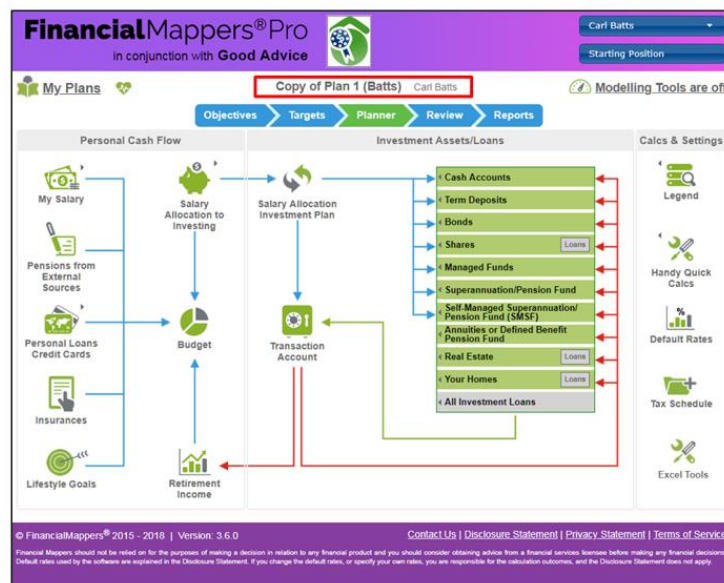 FinancialMappers®Pro
in conjunction with Good Advice
Carl Batts
Starting Position
My Plans
Copy of Plan 1 (Batts) Carl Batts
Modelling Tools are of
Objectives
Targets
Planner
Review
Reports
Personal Cash Flow
Investment Assets/Loans
Calcs & Settings
My Salary
Salary
Allocation to
Investing
Salary Allocation
Investment Plan
Pensions from
External
Sources
Personal Loans
Credit Cards
Budget
Transaction
Account
Insurances
Lifestyle Goals
Retirement
Income
Cash Accounts
Term Deposits
Bonds
Shares Loans
Managed Funds
Superannuation/Pension Fund
Self-Managed Superannuation/
Pension Fund (SMSF)
Annuities or Defined Benefit
Pension Fund
Real Estate Loans
Your Homes Loans
All Investment Loans
Legend
Handy Quick
Calcs
%
Default Rates
Tax Schedule
Excel Tools
© FinancialMappers® 2015 - 2018 | Version: 3.6.0
Contact Us | Disclosure Statement | Privacy Statement | Terms of Service
Financial Mappers should not be relied on for the purposes of making a decision in relation to any financial product and you should consider obtaining advice from a financial services licensee before making any financial decisions
Default rates used by the software are explained in the Disclosure Statement. If you change the default rates, or specify your own rates, you are responsible for the calculation outcomes, and the Disclosure Statement does not apply.